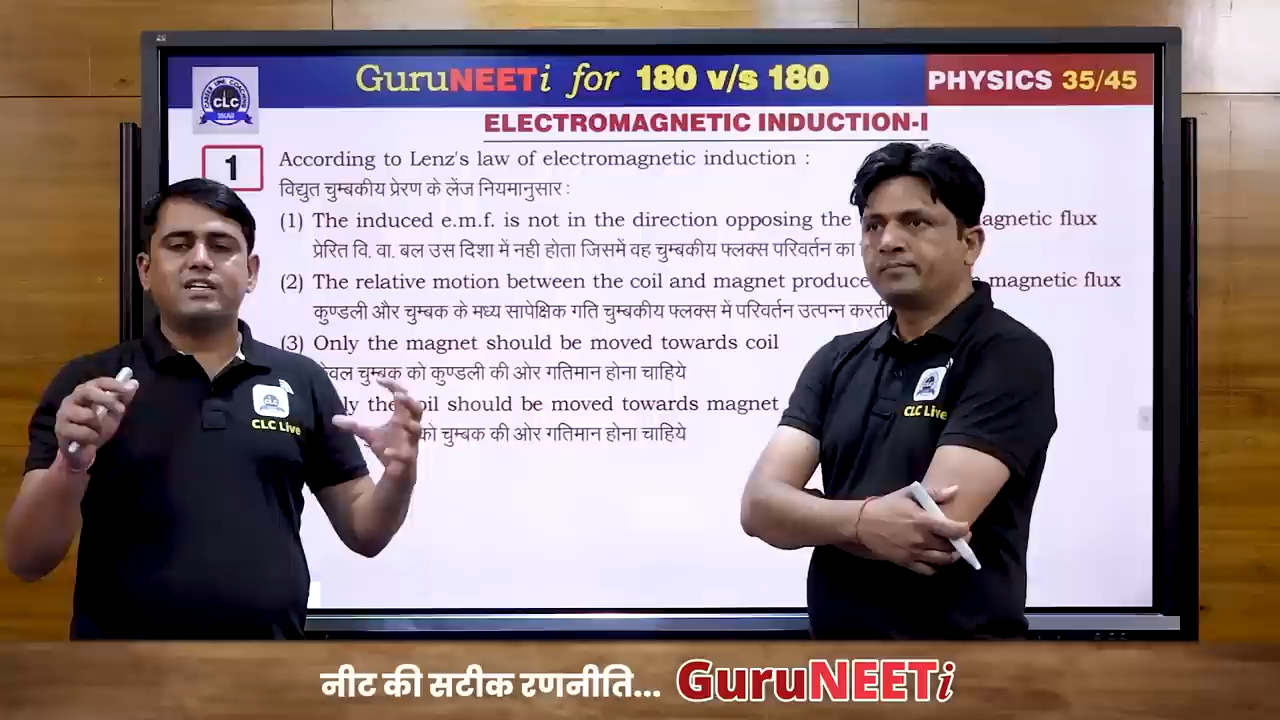 GuruNEETi for 180 v/s 180
PHYSICS 35/45
CLC
SIKAR
ELECTROMAGNETIC INDUCTION-I
1
According to Lenz's law of electromagnetic induction :
विद्युत चुम्बकीय प्रेरण के लेंज नियमानुसार :
(1) The induced e.m.f. is not in the direction opposing the magnetic flux
प्रेरित वि. वा. बल उस दिशा में नही होता जिसमें वह चुम्बकीय फ्लक्स परिवर्तन का
(2) The relative motion between the coil and magnet produce magnetic flux
कुण्डली और चुम्बक के मध्य सापेक्षिक गति चुम्बकीय फ्लक्स में परिवर्तन उत्पन्न करती
(3) Only the magnet should be moved towards coil
केवल चुम्बक को कुण्डली की ओर गतिमान होना चाहिये
the coil should be moved towards magnet
को चुम्बक की ओर गतिमान होना चाहिये
CLC Live
CLC Live
नीट की सटीक रणनीति... GuruNEETi